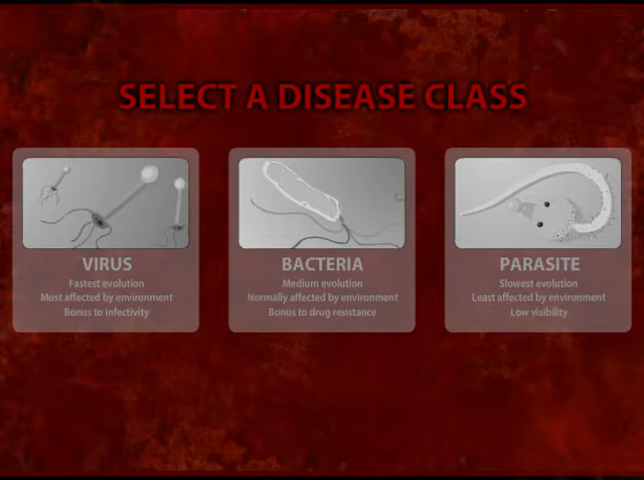 SELECT A DISEASE CLASS
VIRUS
Fastest evolution
Most affected by environment
Bonus to infectivity
BACTERIA
Medium evolution
Normally affected by environment
Bonus to drug resistance
PARASITE
Slowest evolution
Least affected by environment
Low visibility